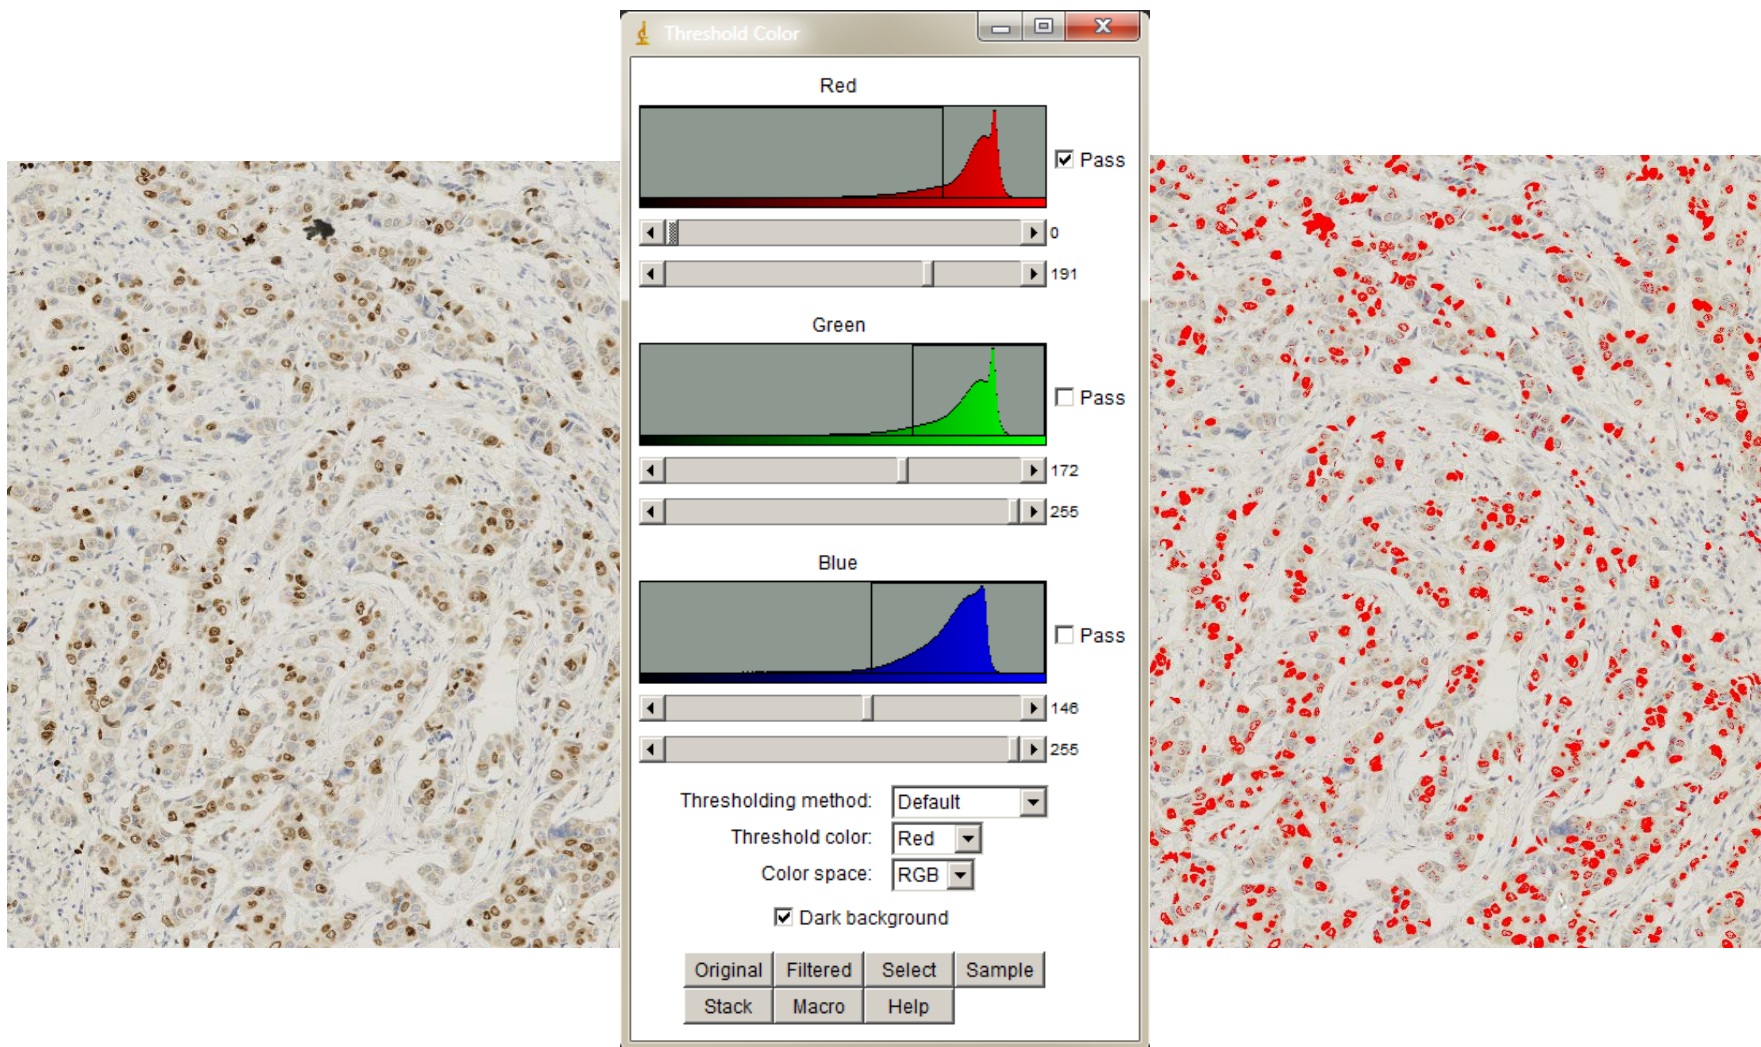 Threshold Color
Red
Pass
0
191
Green
Pass
172
255
Blue
Pass
146
255
Thresholding method: Default
Threshold color: Red
Color space: RGB
Dark background
Original Filtered Select Sample
Stack Macro Help